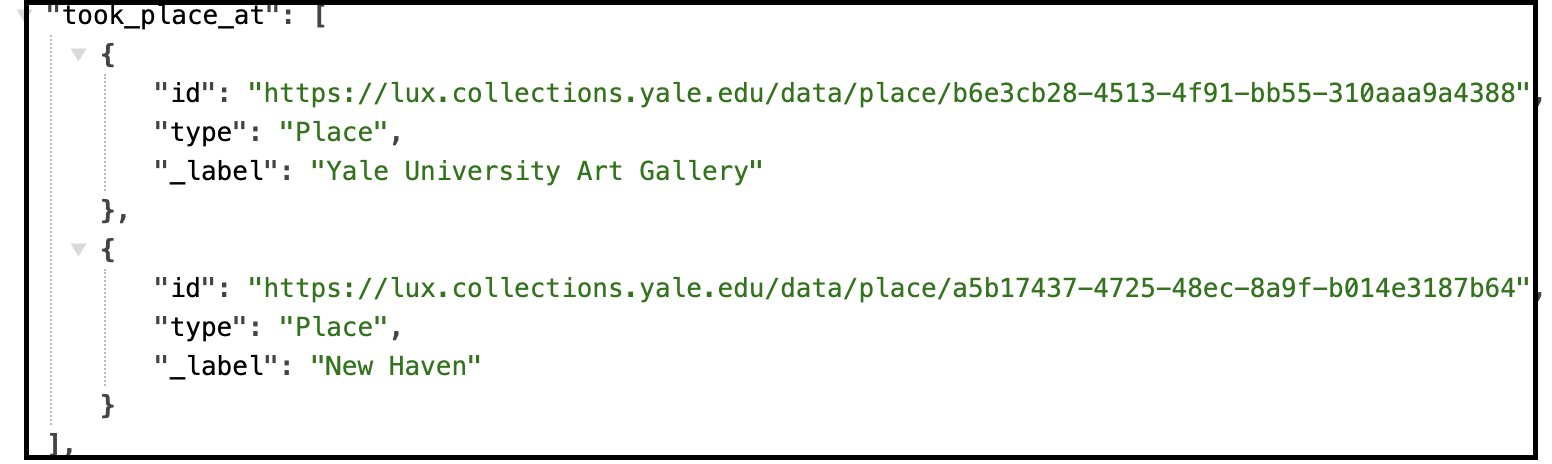 "took_place_at": [
{
"id": "https://lux.collections.yale.edu/data/place/b6e3cb28-4513-4f91-bb55-310aaa9a4388",
"type": "Place",
"_label": "Yale University Art Gallery"
},
{
"id": "https://lux.collections.yale.edu/data/place/a5b17437-4725-48ec-8a9f-b014e3187b64",
"type": "Place",
"_label": "New Haven"
}
],